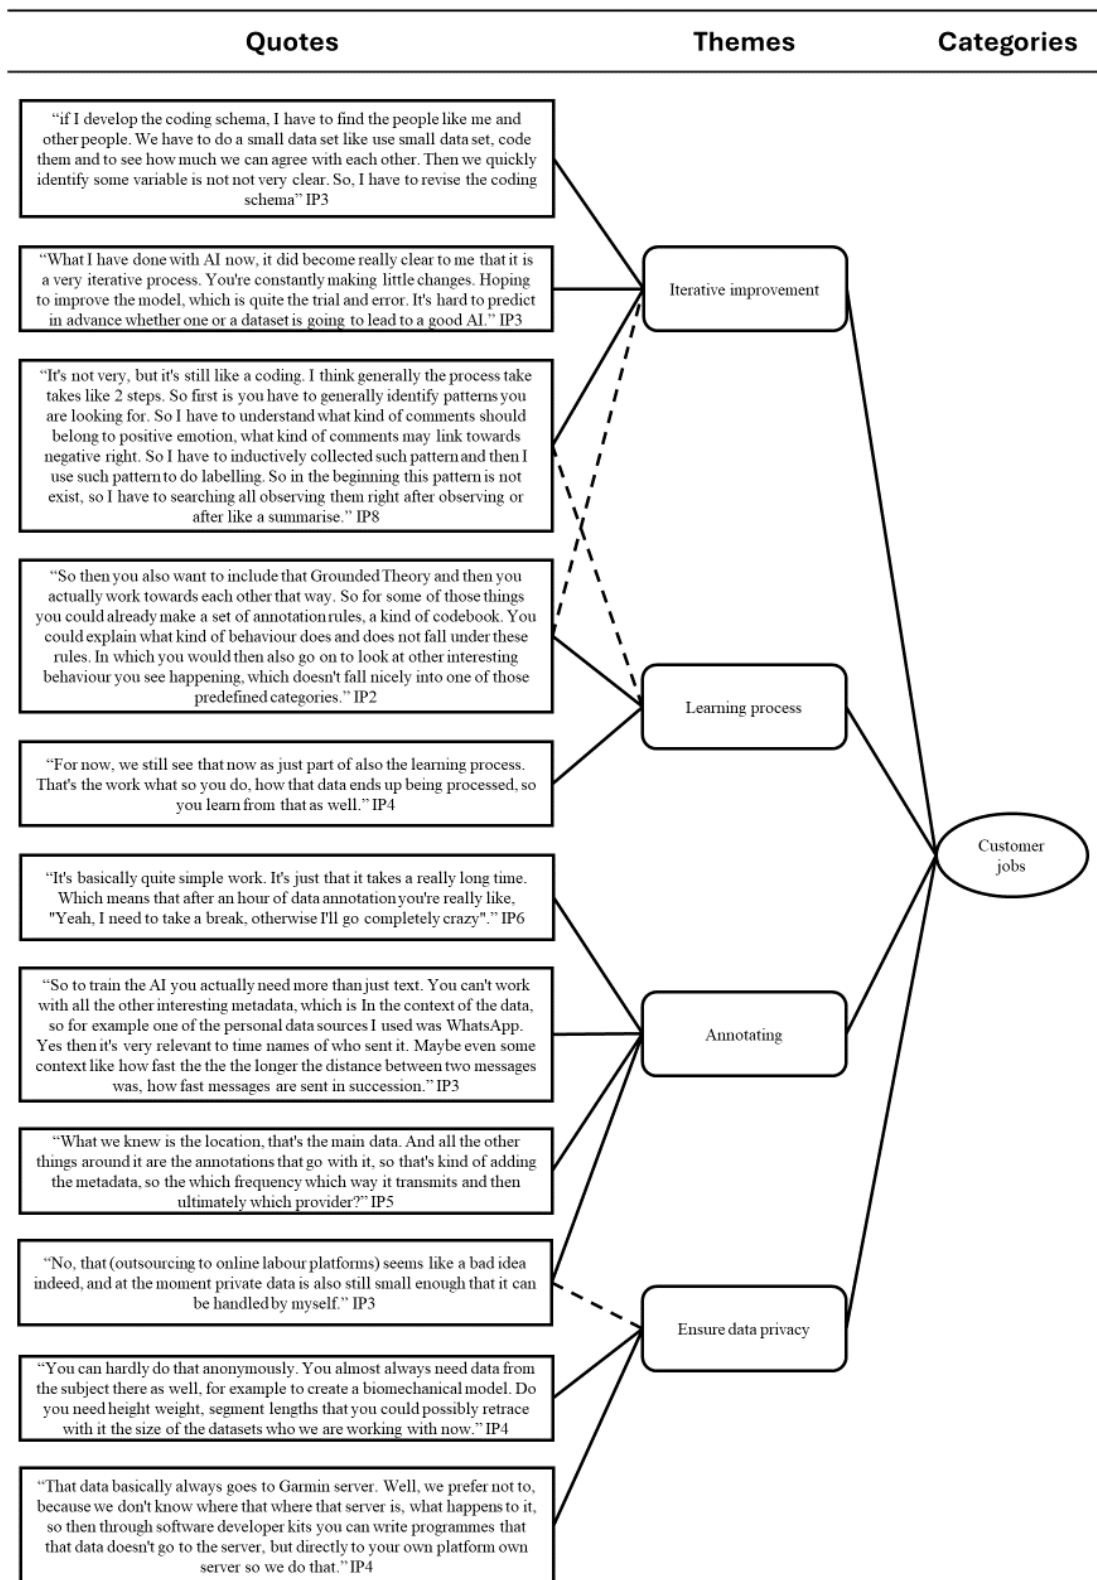 Quotes Themes Categories
“if I develop the coding schema, I have to find the people like me and
other people. We have to do a small data set like use small data set, code
them and to see how much we can agree with each other. Then we quickly
identify some variable is not not very clear. So, I have to revise the coding
schema” IP3
“What I have done with AI now, it did become really clear to me that it is
a very iterative process. You're constantly making little changes. Hoping
to improve the model, which is quite the trial and error. It's hard to predict
in advance whether one or a dataset is going to lead to a good AI.” IP3
Iterative improvement
“It's not very, but it's still like a coding. I think generally the process take
takes like 2 steps. So first is you have to generally identify patterns you
are looking for. So I have to understand what kind of comments should
belong to positive emotion, what kind of comments may link towards
negative right. So I have to inductively collected such pattern and then I
use such pattern to do labelling. So in the beginning this pattern is not
exist, so I have to searching all observing them right after observing or
after like a summarise.” IP8
“So then you also want to include that Grounded Theory and then you
actually work towards each other that way. So for some of those things
you could already make a set of annotation rules, a kind of codebook. You
could explain what kind of behaviour does and does not fall under these
rules. In which you would then also go on to look at other interesting
behaviour you see happening, which doesn't fall nicely into one of those
predefined categories.” IP2
Learning process
“For now, we still see that now as just part of also the learning process.
That's the work what so you do, how that data ends up being processed, so
you learn from that as well.” IP4
Customer
jobs
“It's basically quite simple work. It's just that it takes a really long time.
Which means that after an hour of data annotation you're really like,
"Yeah, I need to take a break, otherwise I'll go completely crazy".” IP6
“So to train the AI you actually need more than just text. You can't work
with all the other interesting metadata, which is In the context of the data,
so for example one of the personal data sources I used was WhatsApp.
Yes then it's very relevant to time names of who sent it. Maybe even some
context like how fast the the the longer the distance between two messages
was, how fast messages are sent in succession.” IP3
Annotating
“What we knew is the location, that's the main data. And all the other
things around it are the annotations that go with it, so that's kind of adding
the metadata, so the which frequency which way it transmits and then
ultimately which provider?” IP5
“No, that (outsourcing to online labour platforms) seems like a bad idea
indeed, and at the moment private data is also still small enough that it can
be handled by myself.” IP3
Ensure data privacy
“You can hardly do that anonymously. You almost always need data from
the subject there as well, for example to create a biomechanical model. Do
you need height weight, segment lengths that you could possibly retrace
with it the size of the datasets who we are working with now.” IP4
“That data basically always goes to Garmin server. Well, we prefer not to,
because we don't know where that where that server is, what happens to it,
so then through software developer kits you can write programmes that
that data doesn't go to the server, but directly to your own platform own
server so we do that.” IP4